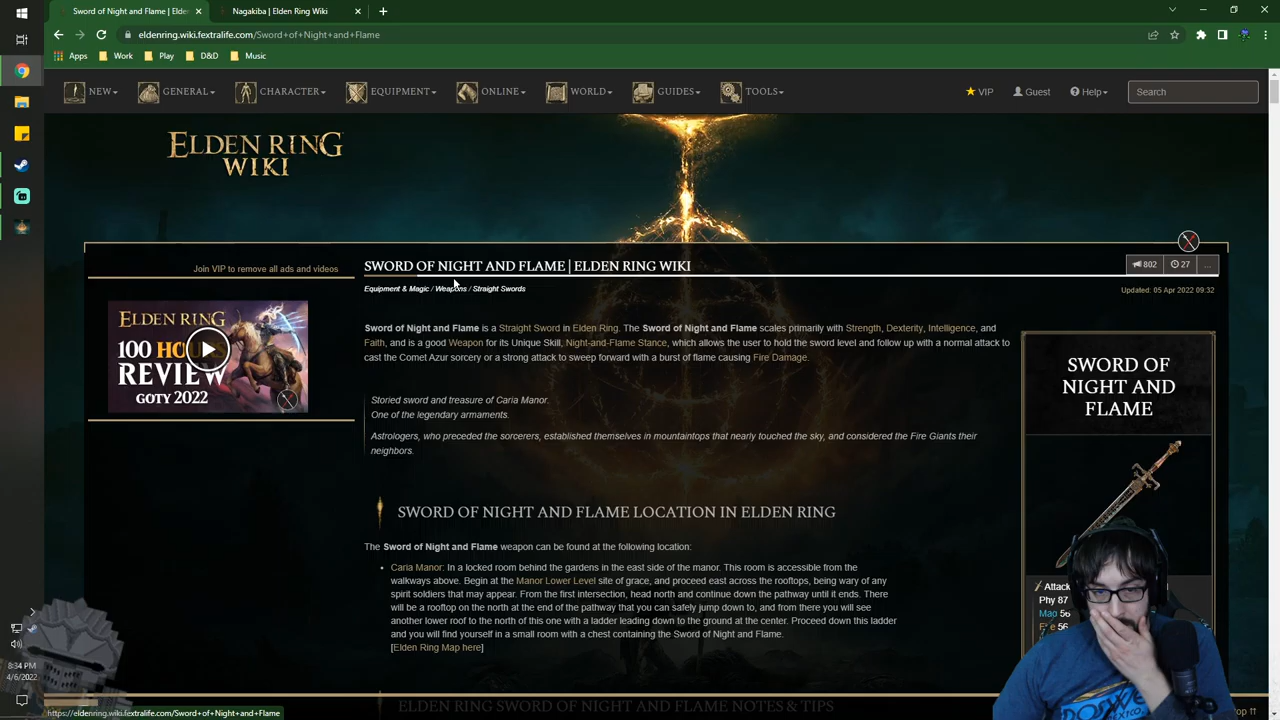 Sword of Night and Flame | Elde
Nagakiba | Elden Ring Wiki
eldenring.wiki.fextralife.com/Sword+of+Night+and+Flame
Apps Work Play D&D Music
NEW GENERAL CHARACTER EQUIPMENT ONLINE WORLD GUIDES TOOLS VIP Guest Help Search
ELDEN RING
WIKI
Join VIP to remove all ads and videos
SWORD OF NIGHT AND FLAME | ELDEN RING WIKI
802 27 ...
Equipment & Magic / Weapons / Straight Swords
Updated: 05 Apr 2022 09:32
ELDEN RING
100 HO
REVIEW
GOTY 2022
Sword of Night and Flame is a Straight Sword in Elden Ring. The Sword of Night and Flame scales primarily with Strength, Dexterity, Intelligence, and
Faith, and is a good Weapon for its Unique Skill, Night-and-Flame Stance, which allows the user to hold the sword level and follow up with a normal attack to
cast the Comet Azur sorcery or a strong attack to sweep forward with a burst of flame causing Fire Damage.
Storied sword and treasure of Caria Manor.
One of the legendary armaments.
Astrologers, who preceded the sorcerers, established themselves in mountaintops that nearly touched the sky, and considered the Fire Giants their
neighbors.
SWORD OF NIGHT AND FLAME LOCATION IN ELDEN RING
The Sword of Night and Flame weapon can be found at the following location:
• Caria Manor: In a locked room behind the gardens in the east side of the manor. This room is accessible from the
walkways above. Begin at the Manor Lower Level site of grace, and proceed east across the rooftops, being wary of any
spirit soldiers that may appear. From the first intersection, head north and continue down the pathway until it ends. There
will be a rooftop on the north at the end of the pathway that you can safely jump down to, and from there you will see
another lower roof to the north of this one with a ladder leading down to the ground at the center. Proceed down this ladder
and you will find yourself in a small room with a chest containing the Sword of Night and Flame.
[Elden Ring Map here]
ELDEN RING SWORD OF NIGHT AND FLAME NOTES & TIPS
SWORD OF
NIGHT AND
FLAME
Attack
Phy 87
Mag 56
Fire 56
8:34 PM
4/6/2022
https://eldenring.wiki.fextralife.com/Sword+of+Night+and+Flame